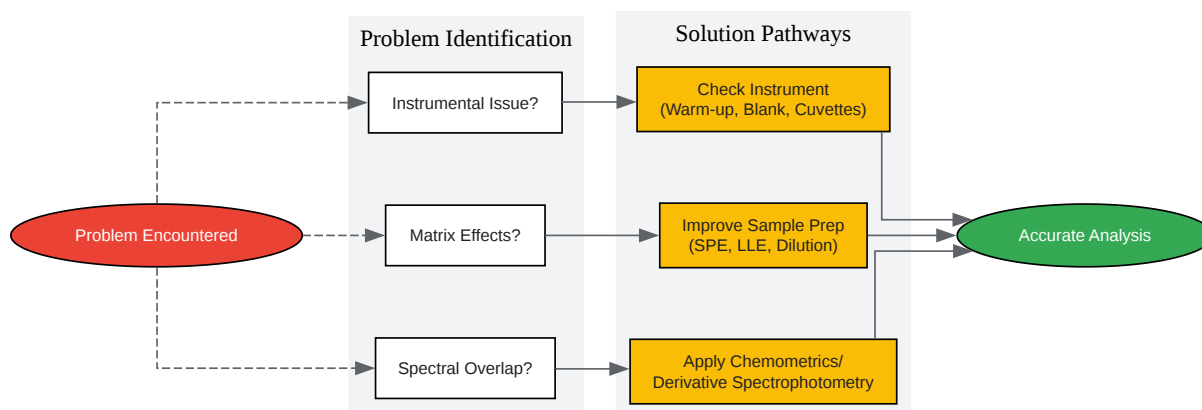 Problem Identification
Solution Pathways
Instrumental Issue?
Check Instrument
(Warm-up, Blank, Cuvettes)
Problem Encountered
Matrix Effects?
Improve Sample Prep
(SPE, LLE, Dilution)
Accurate Analysis
Spectral Overlap?
Apply Chemometrics/
Derivative Spectrophotometry